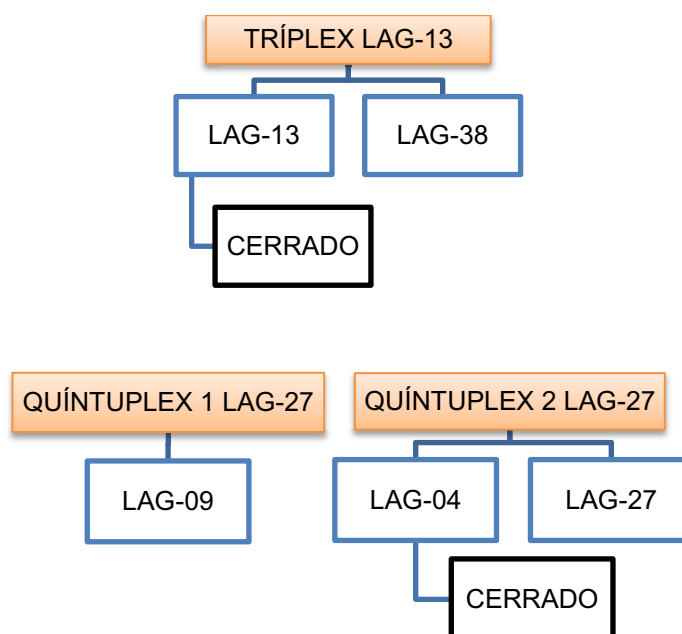 TRÍPLEX LAG-13
LAG-13
LAG-38
CERRADO
QUÍNTUPLEX 1 LAG-27
QUÍNTUPLEX 2 LAG-27
LAG-09
LAG-04
LAG-27
CERRADO